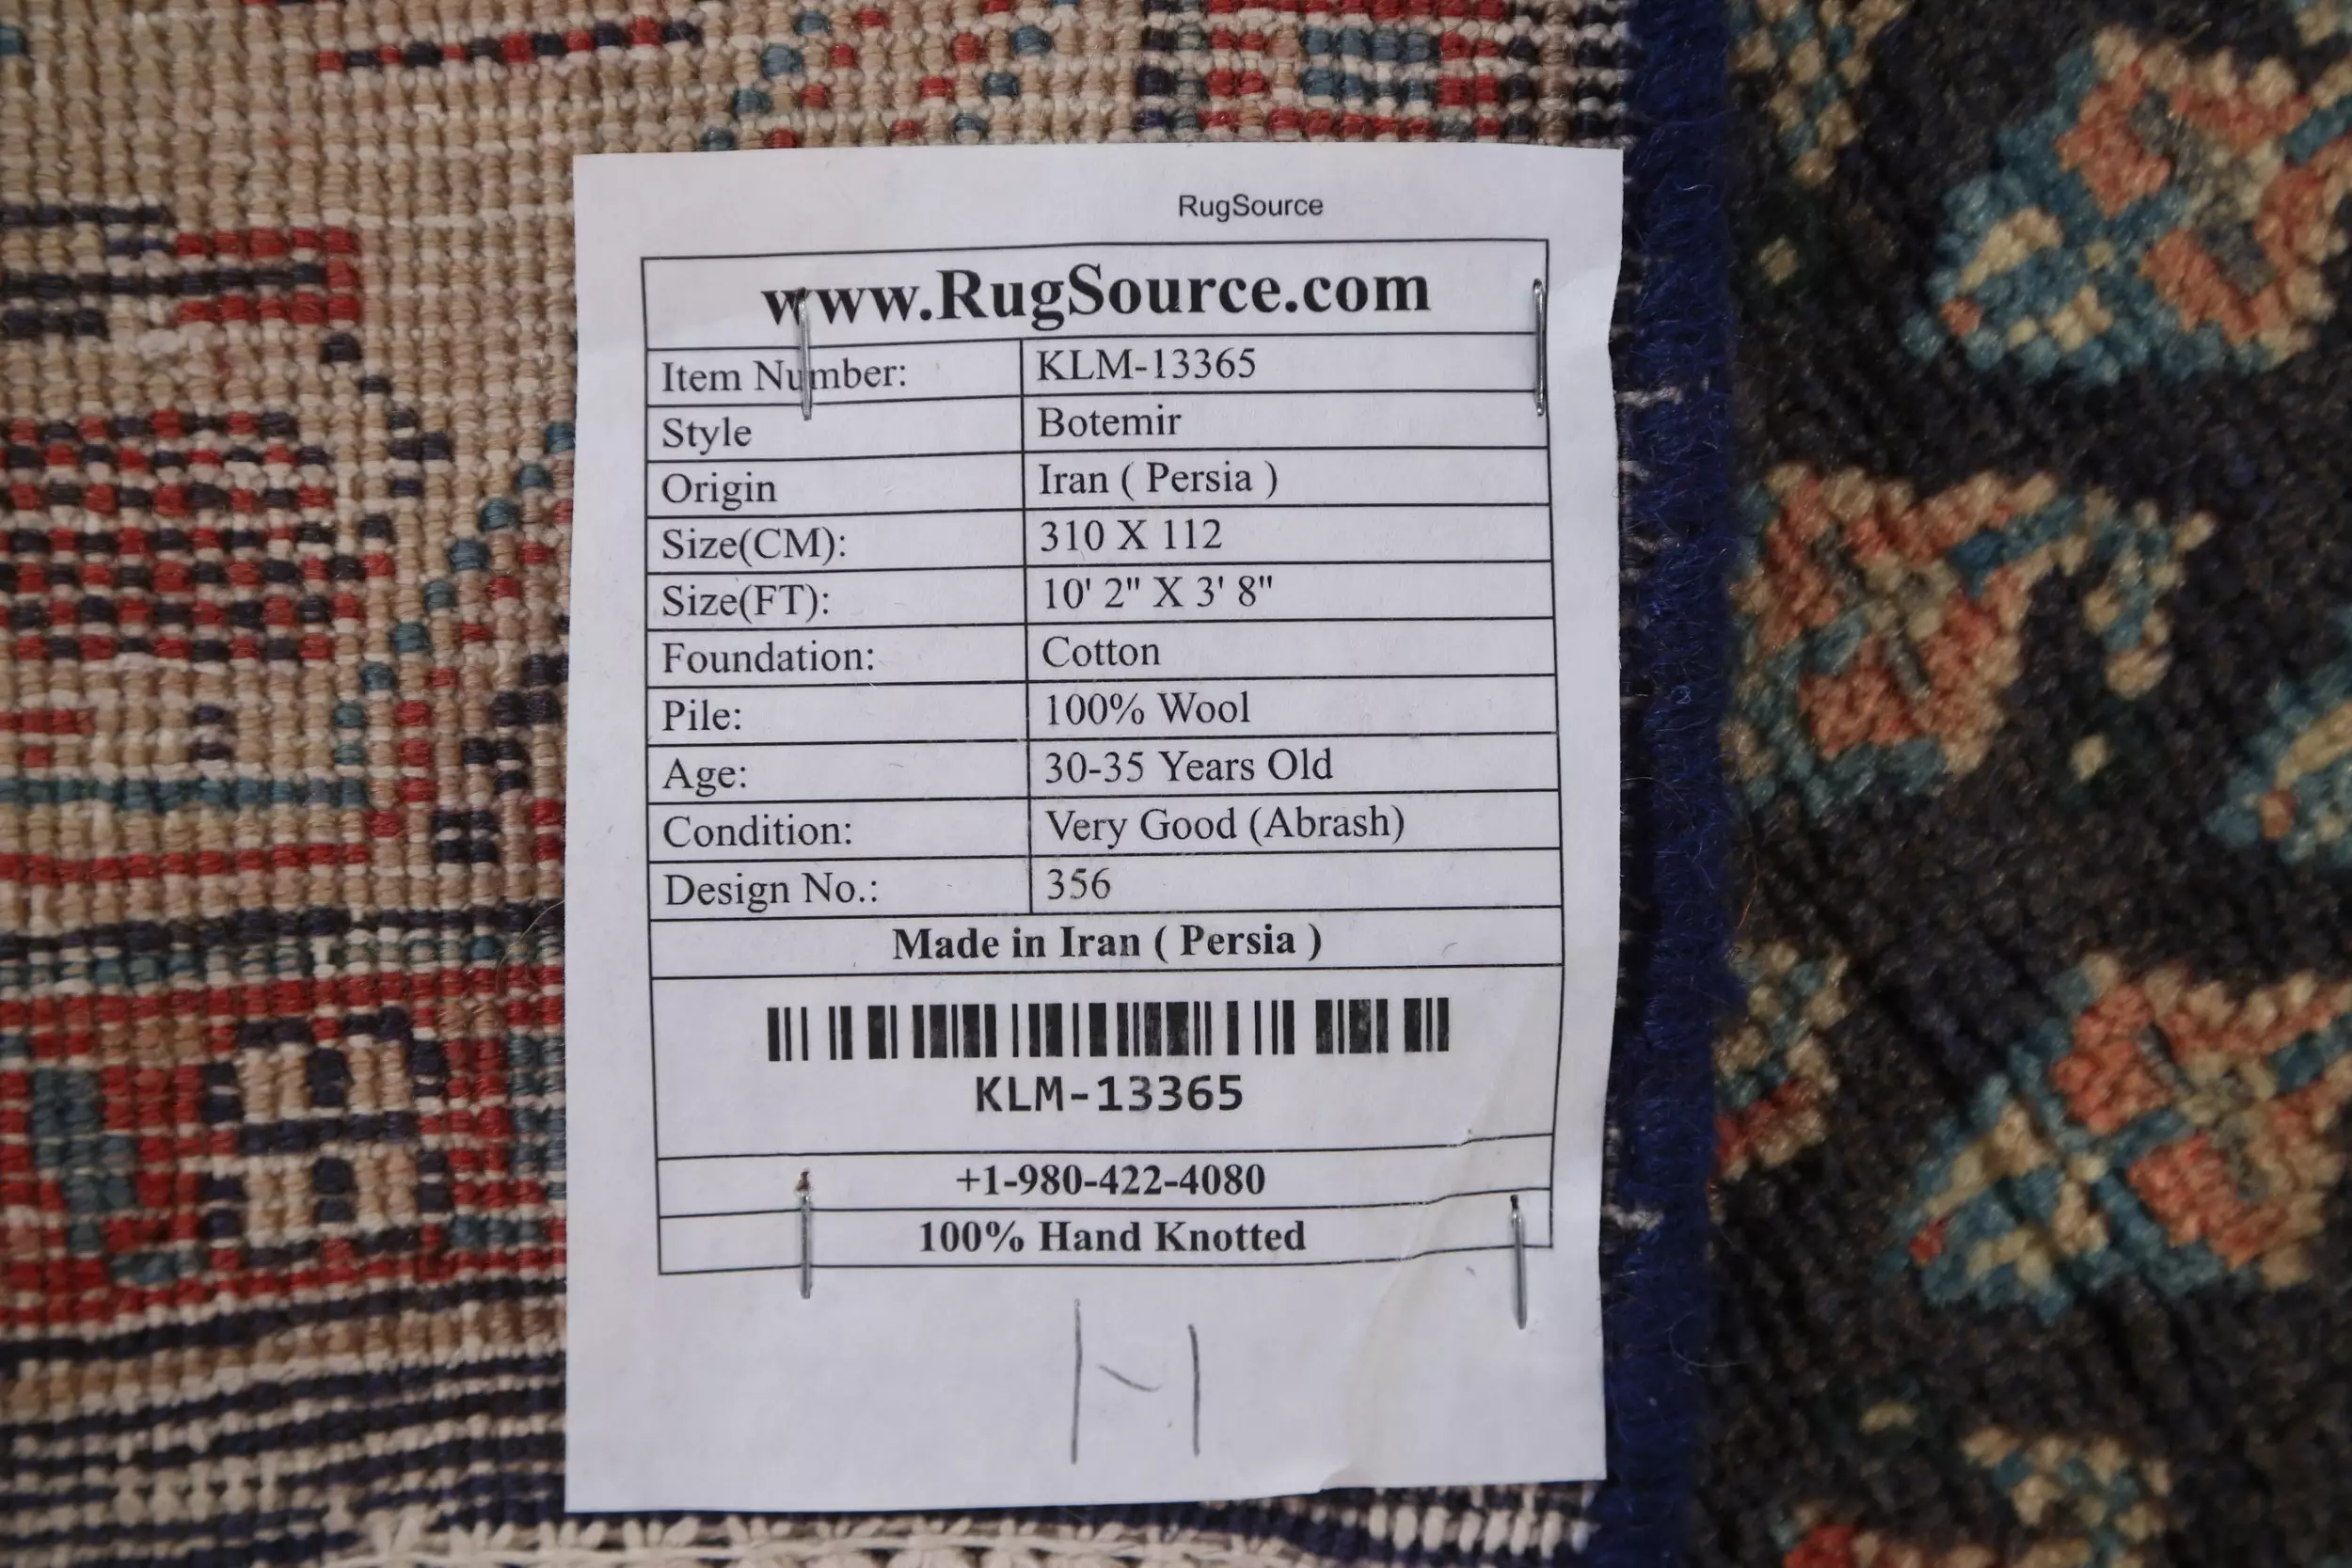 RugSource
www.RugSource.com
Item Number: KLM-13365
Style Botemir
Origin Iran ( Persia )
Size(CM): 310 X 112
Size(FT): 10' 2" X 3' 8"
Foundation: Cotton
Pile: 100% Wool
Age: 30-35 Years Old
Condition: Very Good (Abrash)
Design No.: 356
Made in Iran ( Persia )
KLM-13365
+1-980-422-4080
100% Hand Knotted